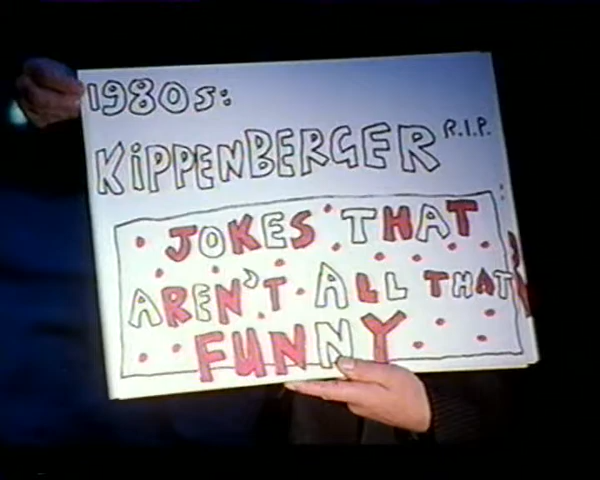 1980s:
KiPPENBERGER R.I.P.
JOKES THAT
AREN'T ALL THAT
FUNNY